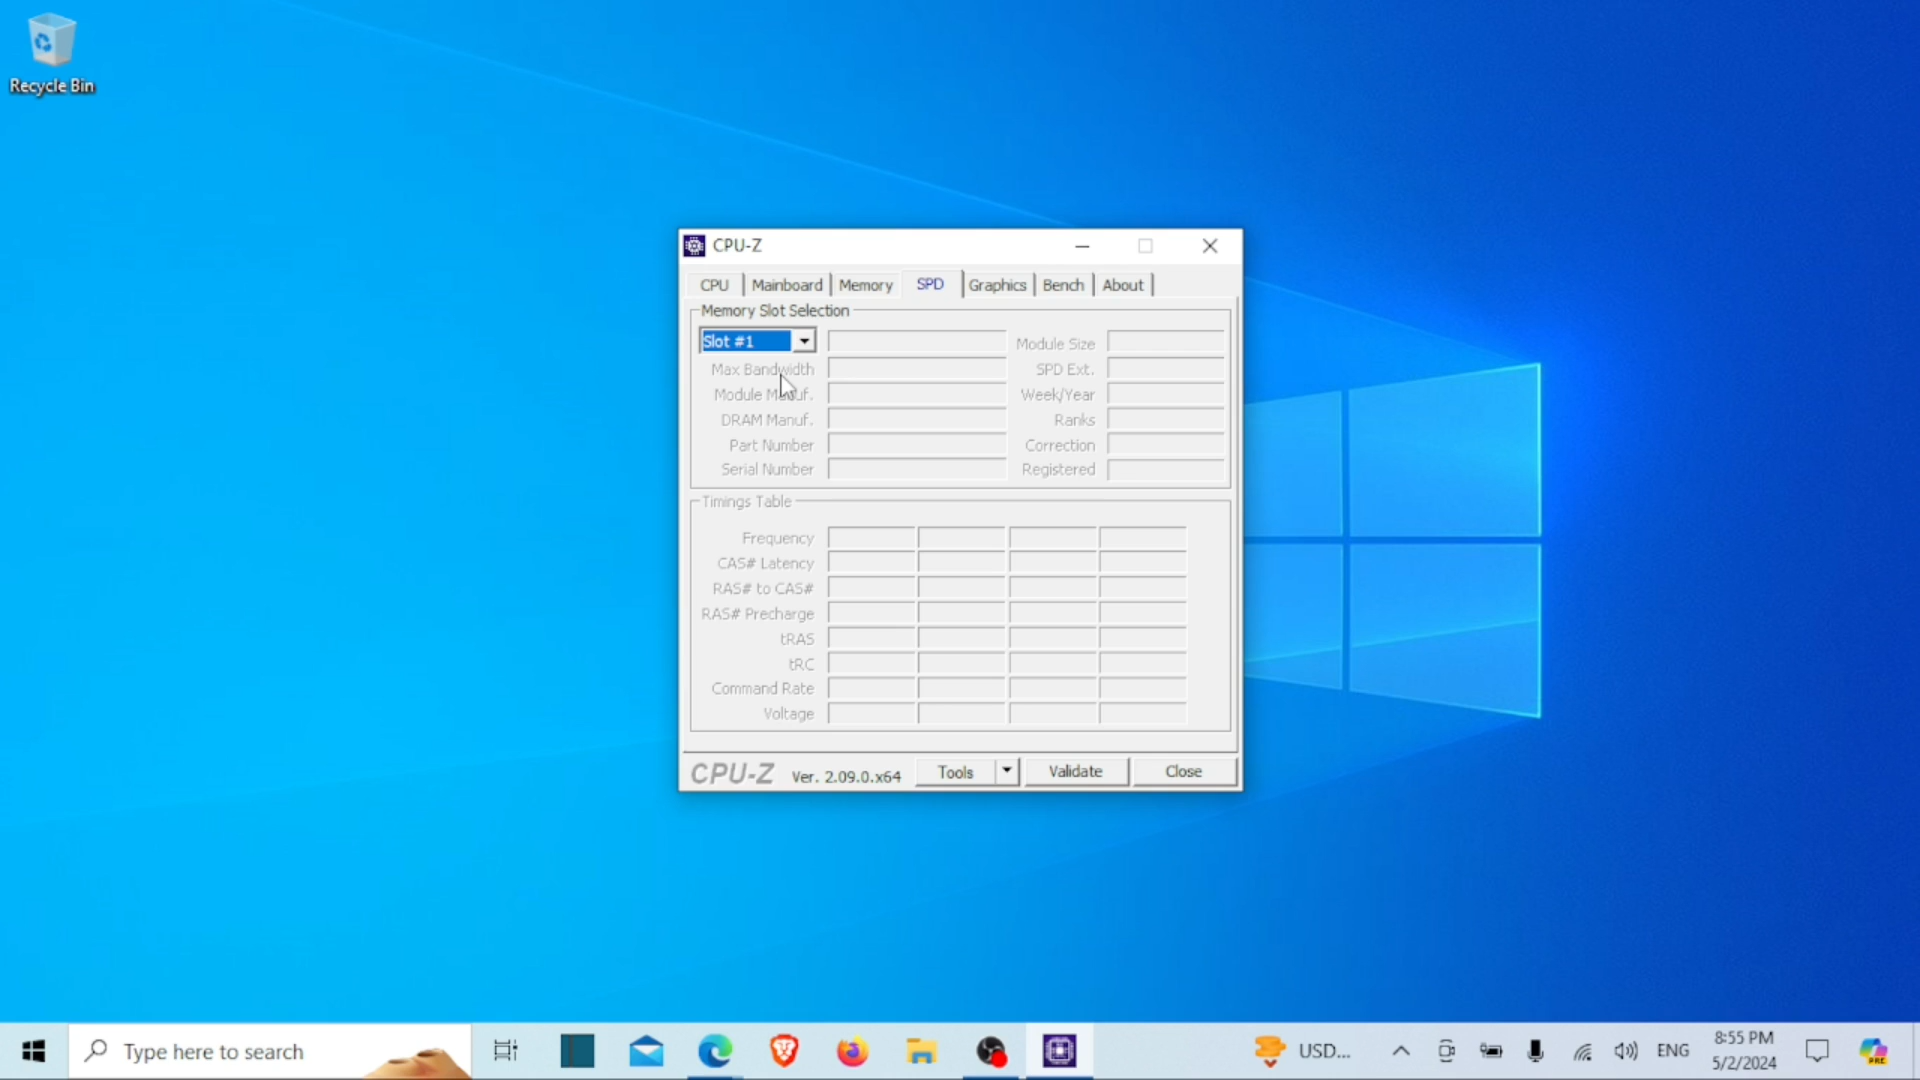 Recycle Bin
CPU-Z
CPU Mainboard Memory SPD Graphics Bench About
Memory Slot Selection
Slot #1
Module Size
Max Bandwidth
SPD Ext.
Module Manuf.
Week/Year
DRAM Manuf.
Ranks
Part Number
Correction
Serial Number
Registered
Timings Table
Frequency
CAS# Latency
RAS# to CAS#
RAS# Precharge
tRAS
tRC
Command Rate
Voltage
CPU-Z Ver. 2.09.0.x64 Tools Validate Close
Type here to search
USD...
ENG
8:55 PM
5/2/2024
PRE